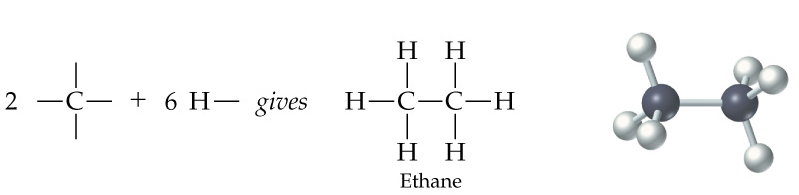 H H
2 —C— + 6 H— gives H—C—C—H
H H
Ethane